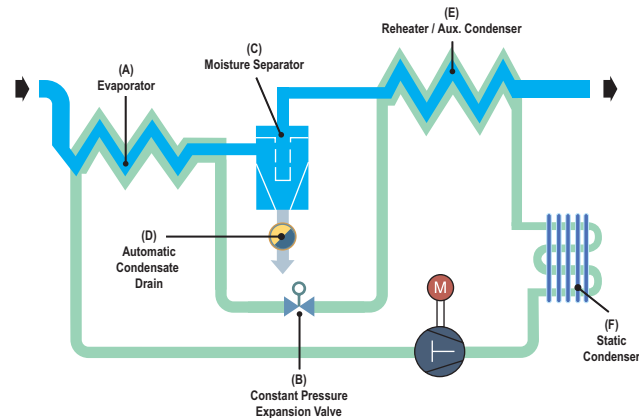 (E)
Reheater / Aux. Condenser
(C)
Moisture Separator
(A)
Evaporator
(D)
Automatic
Condensate
Drain
M
(F)
Static
Condenser
(B)
Constant Pressure
Expansion Valve